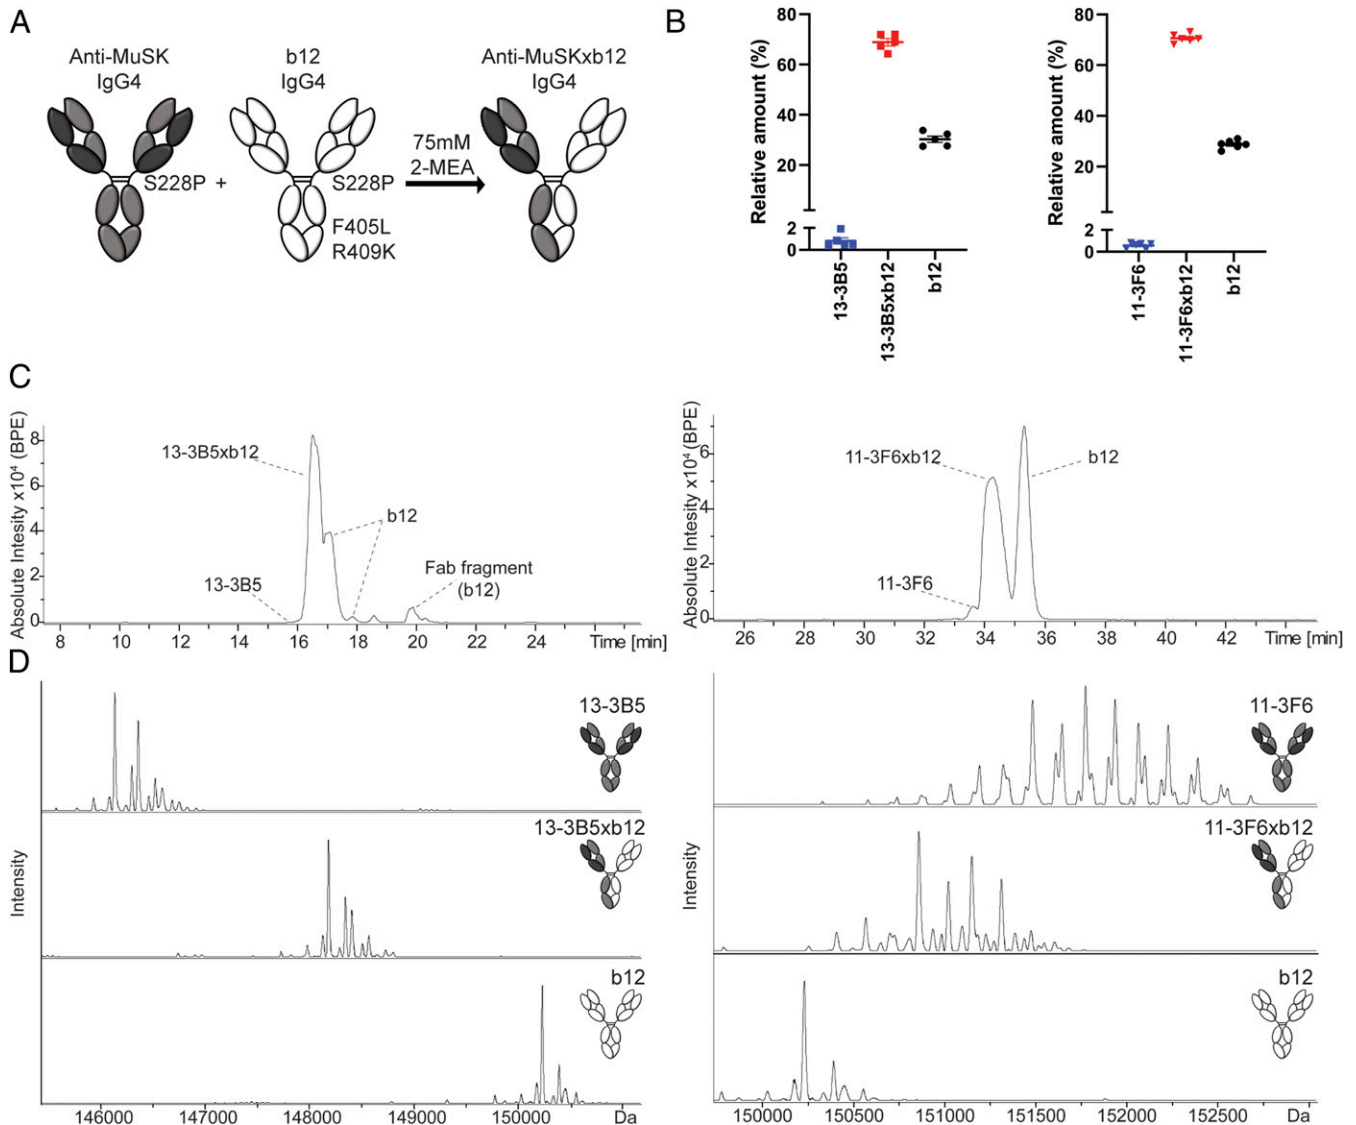 A
Anti-MuSK
IgG4
b12
IgG4
Anti-MuSKxb12
IgG4
S228P
+
S228P
F405L
R409K
75mM
2-MEA
B
Relative amount (%)
80
60
40
20
2
0
13-3B5
13-3B5xb12
b12
Relative amount (%)
80
60
40
20
2
0
11-3F6
11-3F6xb12
b12
C
Absolute Intesity x10⁴ (BPE)
8
6
4
2
0
13-3B5xb12
b12
13-3B5
Fab fragment
(b12)
8 10 12 14 16 18 20 22 24 Time [min]
Absolute Intesity x10⁴ (BPE)
6
4
2
0
11-3F6xb12
b12
11-3F6
26 28 30 32 34 36 38 40 42 Time [min]
D
Intensity
13-3B5
13-3B5xb12
b12
146000 147000 148000 149000 150000 Da
Intensity
11-3F6
11-3F6xb12
b12
150000 150500 151000 151500 152000 152500 Da